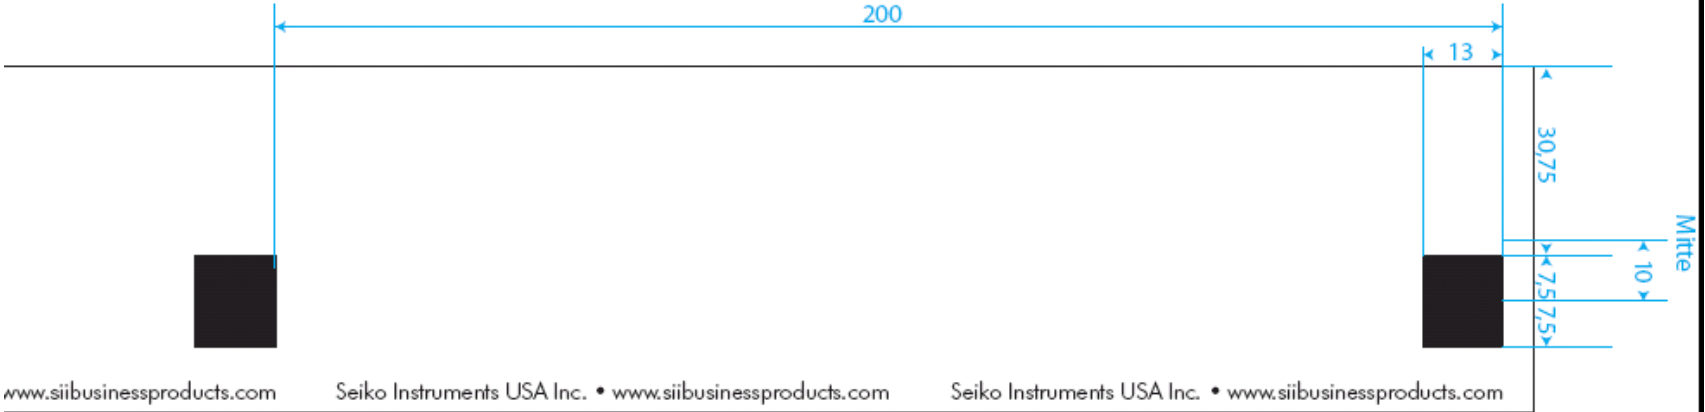 200
13
30,75
Mitte
10
7,5
7,5
www.siibusinessproducts.com
Seiko Instruments USA Inc. • www.siibusinessproducts.com
Seiko Instruments USA Inc. • www.siibusinessproducts.com